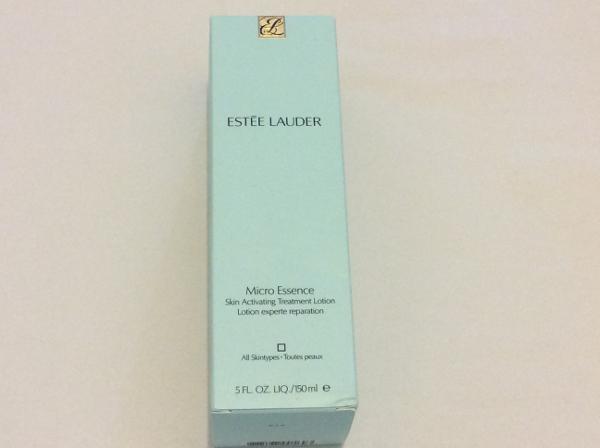 ESTĒE LAUDER
Micro Essence
Skin Activating Treatment Lotion
Lotion experte reparation
All Skintypes • Toutes peaux
5 FL. OZ. LIQ./150ml ℮